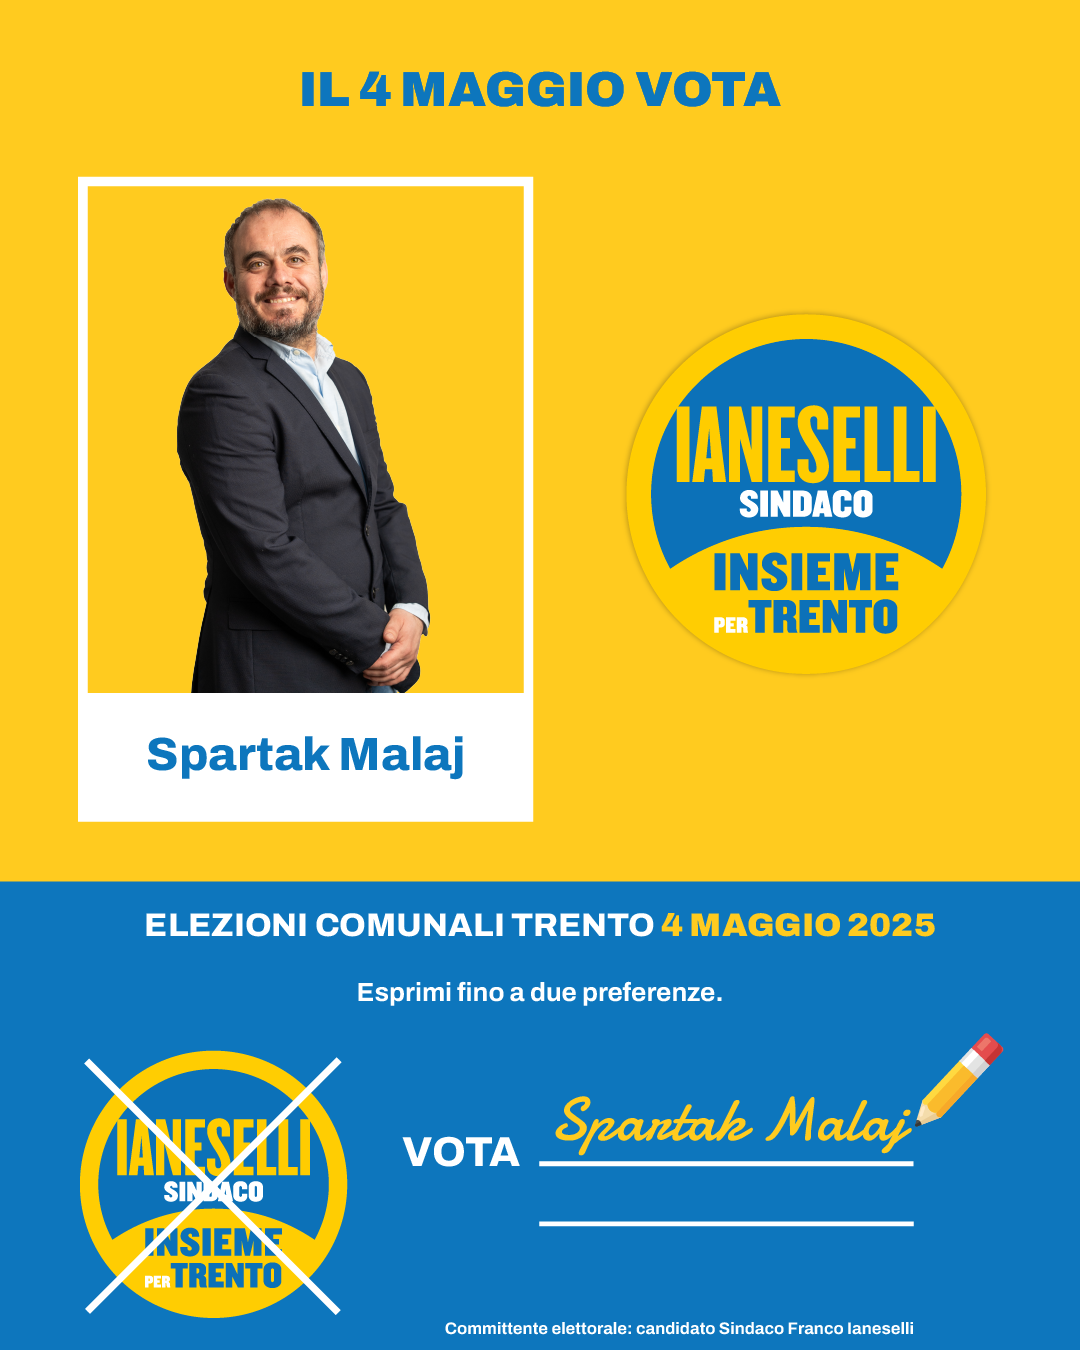 IL 4 MAGGIO VOTA
IANESELLI
SINDACO
INSIEME
PER TRENTO
Spartak Malaj
ELEZIONI COMUNALI TRENTO 4 MAGGIO 2025
Esprimi fino a due preferenze.
IANESELLI
SINDACO
INSIEME
PER TRENTO
VOTA
Spartak Malaj
Committente elettorale: candidato Sindaco Franco Ianeselli